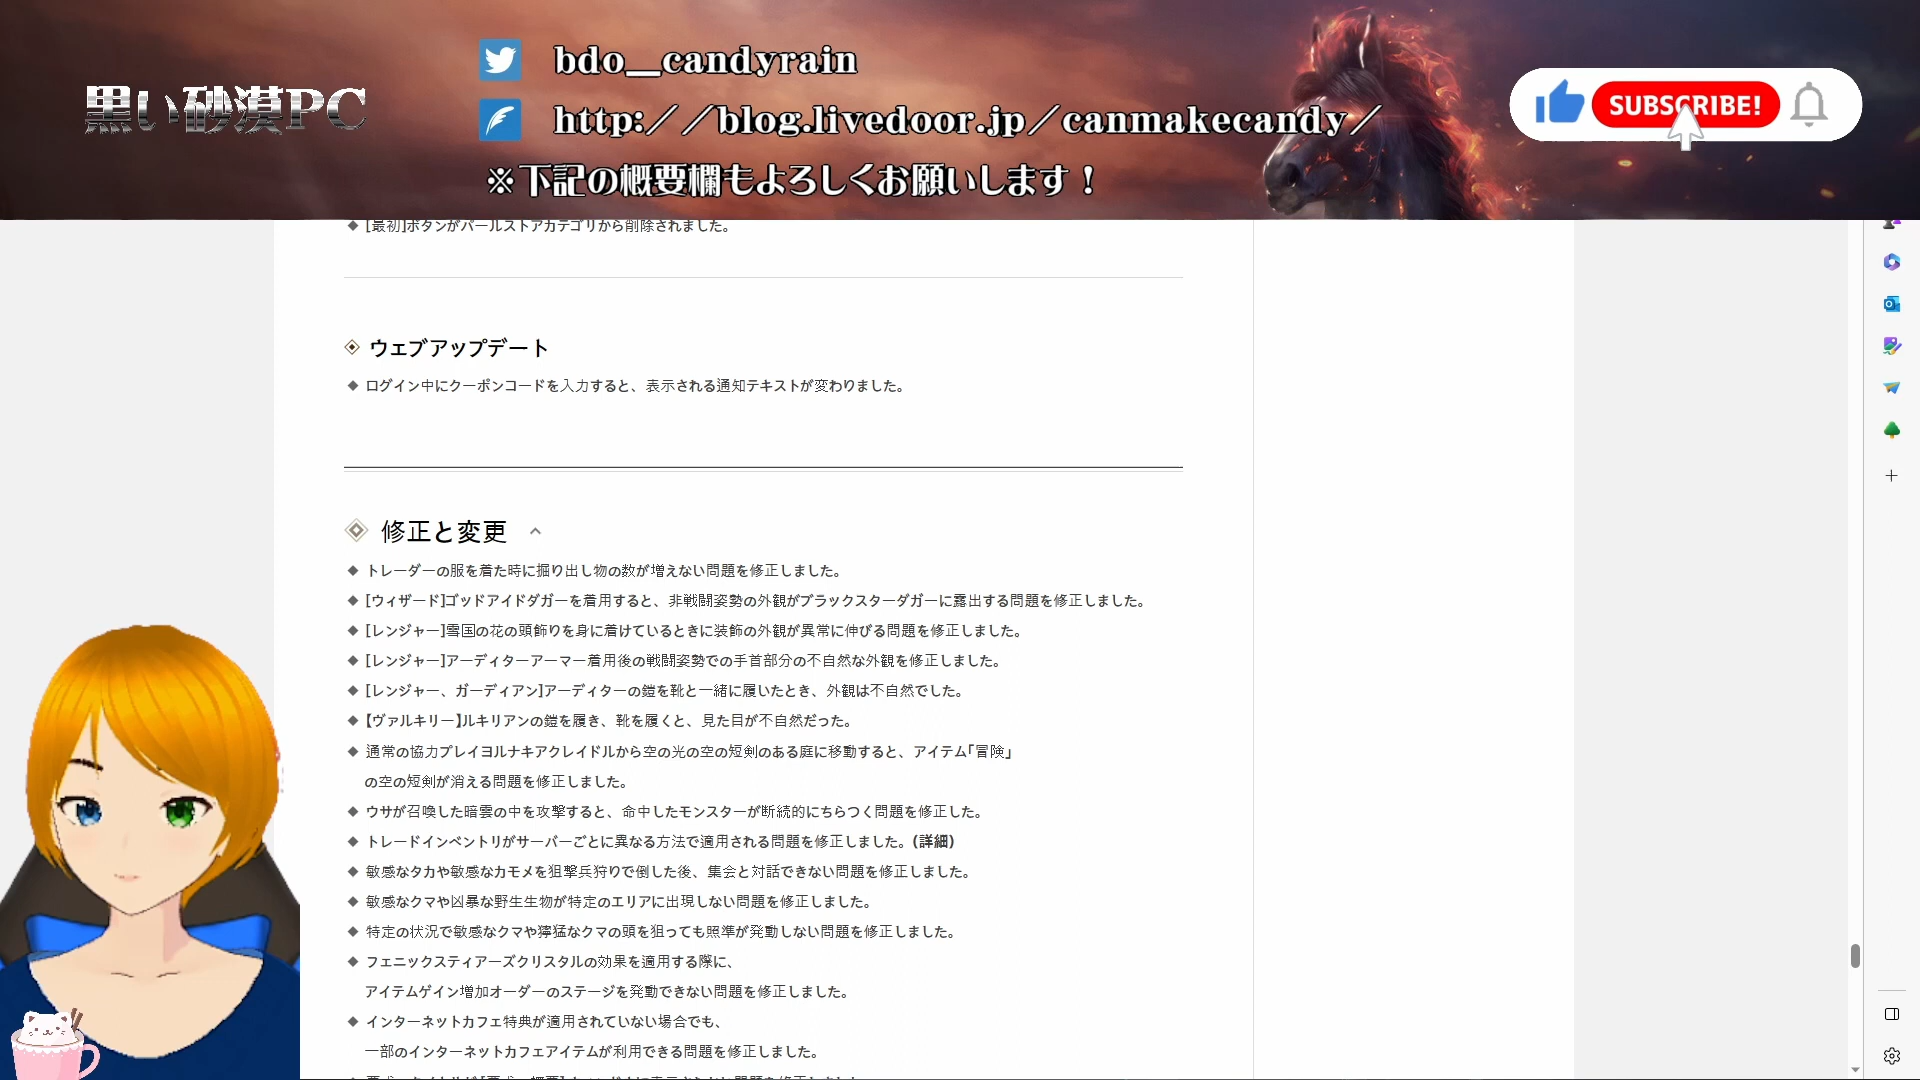 黒い砂漠PC
bdo__candyrain
http://blog.livedoor.jp/canmakecandy/
※下記の概要欄もよろしくお願いします！
SUBSCRIBE!
[最初]ボタンがパールストアカテゴリから削除されました。
ウェブアップデート
ログイン中にクーポンコードを入力すると、表示される通知テキストが変わりました。
修正と変更
トレーダーの服を着た時に掘り出し物の数が増えない問題を修正しました。
[ウィザード]ゴッドアイドダガーを着用すると、非戦闘姿勢の外観がブラックスターダガーに露出する問題を修正しました。
[レンジャー]雪国の花の頭飾りを身に着けているときに装飾の外観が異常に伸びる問題を修正しました。
[レンジャー]アーディターアーマー着用後の戦闘姿勢での手首部分の不自然な外観を修正しました。
[レンジャー、ガーディアン]アーディターの鎧を靴と一緒に履いたとき、外観は不自然でした。
【ヴァルキリー】ルキリアンの鎧を履き、靴を履くと、見た目が不自然だった。
通常の協力プレイヨルナキアクレイドルから空の光の空の短剣のある庭に移動すると、アイテム「冒険」
の空の短剣が消える問題を修正しました。
ウサが召喚した暗雲の中を攻撃すると、命中したモンスターが断続的にちらつく問題を修正した。
トレードインベントリがサーバーごとに異なる方法で適用される問題を修正しました。(詳細)
敏感なタカや敏感なカモメを狙撃兵狩りで倒した後、集会と対話できない問題を修正しました。
敏感なクマや凶暴な野生生物が特定のエリアに出現しない問題を修正しました。
特定の状況で敏感なクマや獰猛なクマの頭を狙っても照準が発動しない問題を修正しました。
フェニックスティアーズクリスタルの効果を適用する際に、
アイテムゲイン増加オーダーのステージを発動できない問題を修正しました。
インターネットカフェ特典が適用されていない場合でも、
一部のインターネットカフェアイテムが利用できる問題を修正しました。